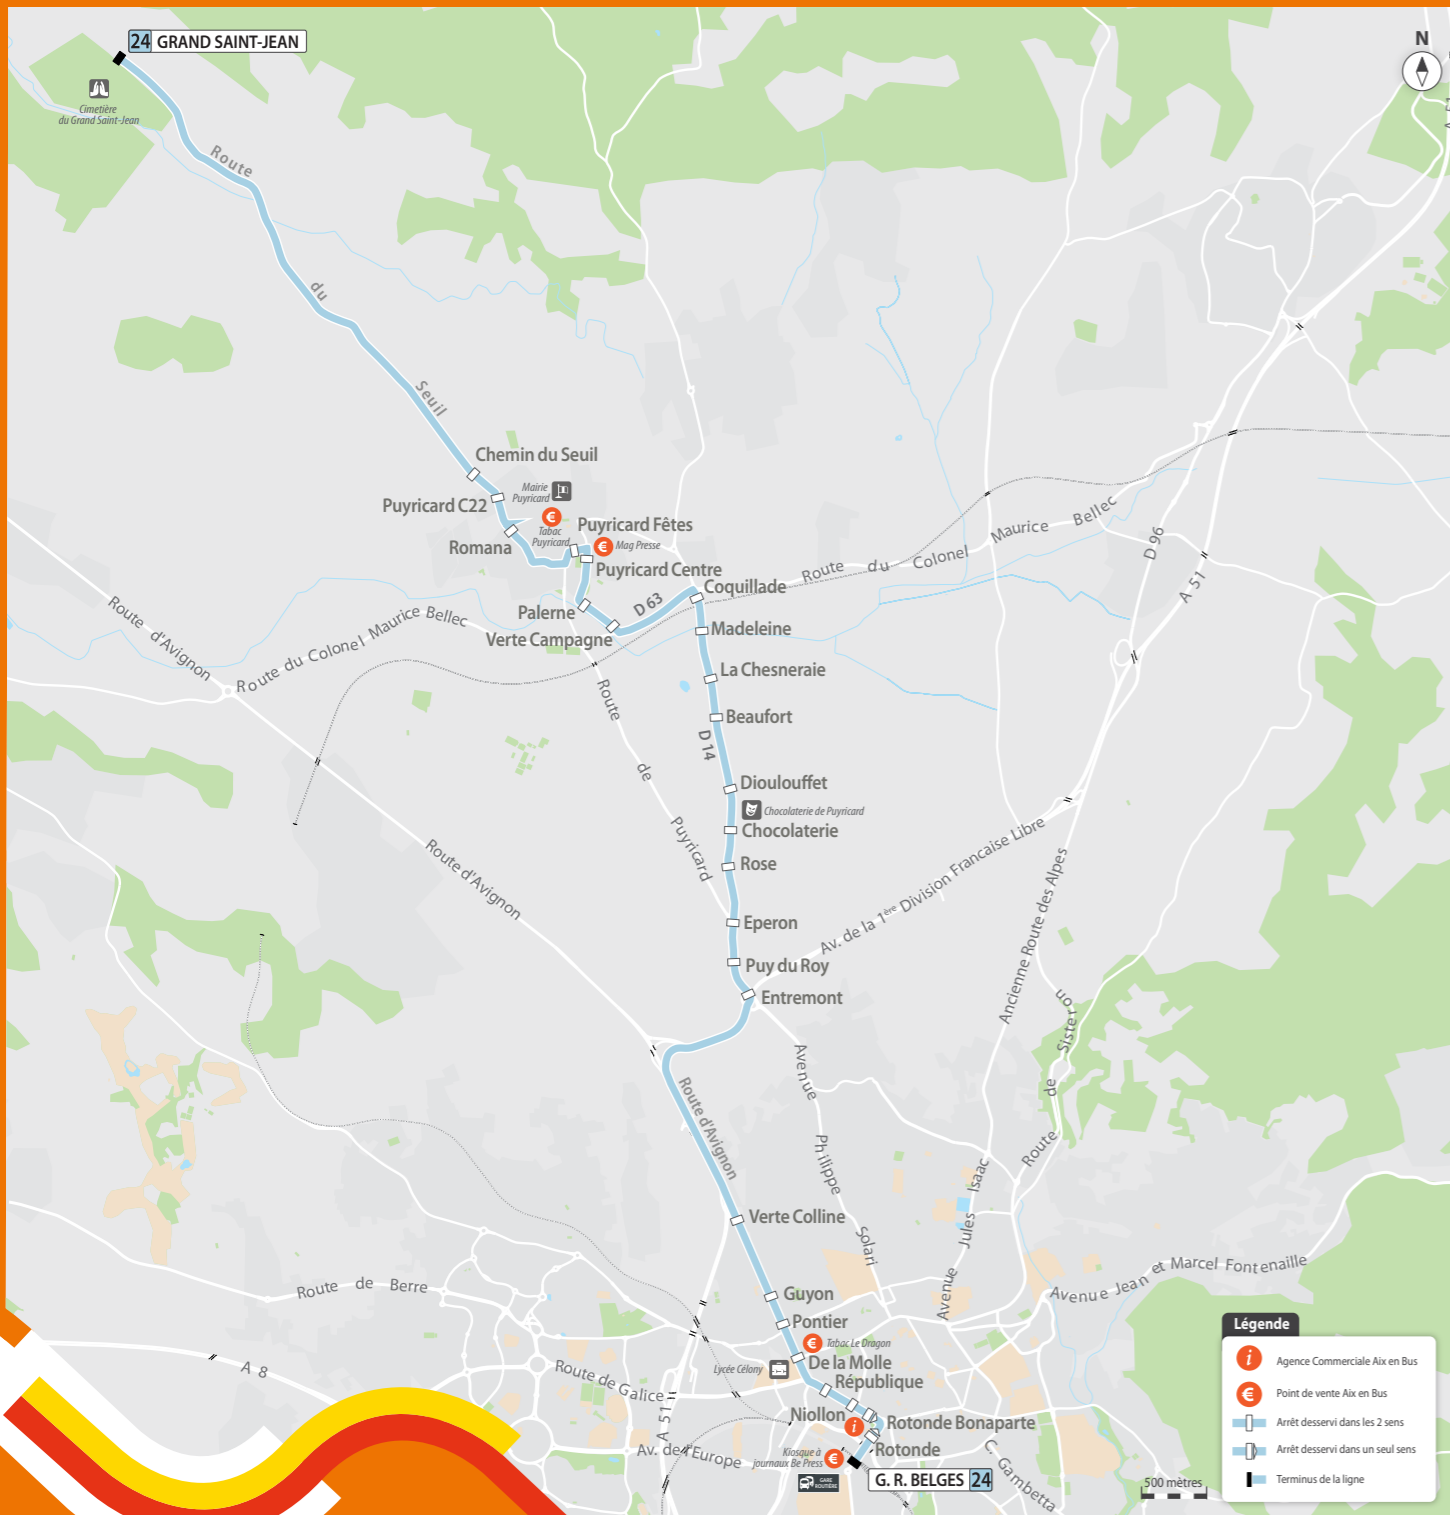 24 GRAND SAINT-JEAN
N
Cimetière
du Grand Saint-Jean
Route
du
Seuil
Chemin du Seuil
Mairie
Puyricard
Puyricard C22
Tabac
Puyricard
Puyricard Fêtes
Mag Presse
Romana
Puyricard Centre
Coquillade
Route du Colonel Maurice Bellec
D 96
A 51
D 63
Palerne
Verte Campagne
Madeleine
Route d'Avignon
Route du Colonel Maurice Bellec
La Chesneraie
Route de Puyricard
Beaufort
D 14
Dioulouffet
Chocolaterie de Puyricard
Chocolaterie
Rose
Route d'Avignon
Av. de la 1ère Division Francaise Libre
Ancienne Route des Alpes
Eperon
Puy du Roy
Entremont
Route de Sisteron
Avenue Philippe Solari
Route d'Avignon
Avenue Jules Isaac
Verte Colline
Avenue Jean et Marcel Fontenaille
Route de Berre
Guyon
Pontier
Tabac Le Dragon
De la Molle
Lycée Célony
République
A 8
Route de Galice
A 51
Niollon
Rotonde Bonaparte
Rotonde
Av. de l'Europe
Kiosque à
journaux Be Press
GARE
ROUTIÈRE
G. R. BELGES 24
C. Gambetta
500 mètres
Légende
i Agence Commerciale Aix en Bus
€ Point de vente Aix en Bus
Arrêt desservi dans les 2 sens
Arrêt desservi dans un seul sens
Terminus de la ligne